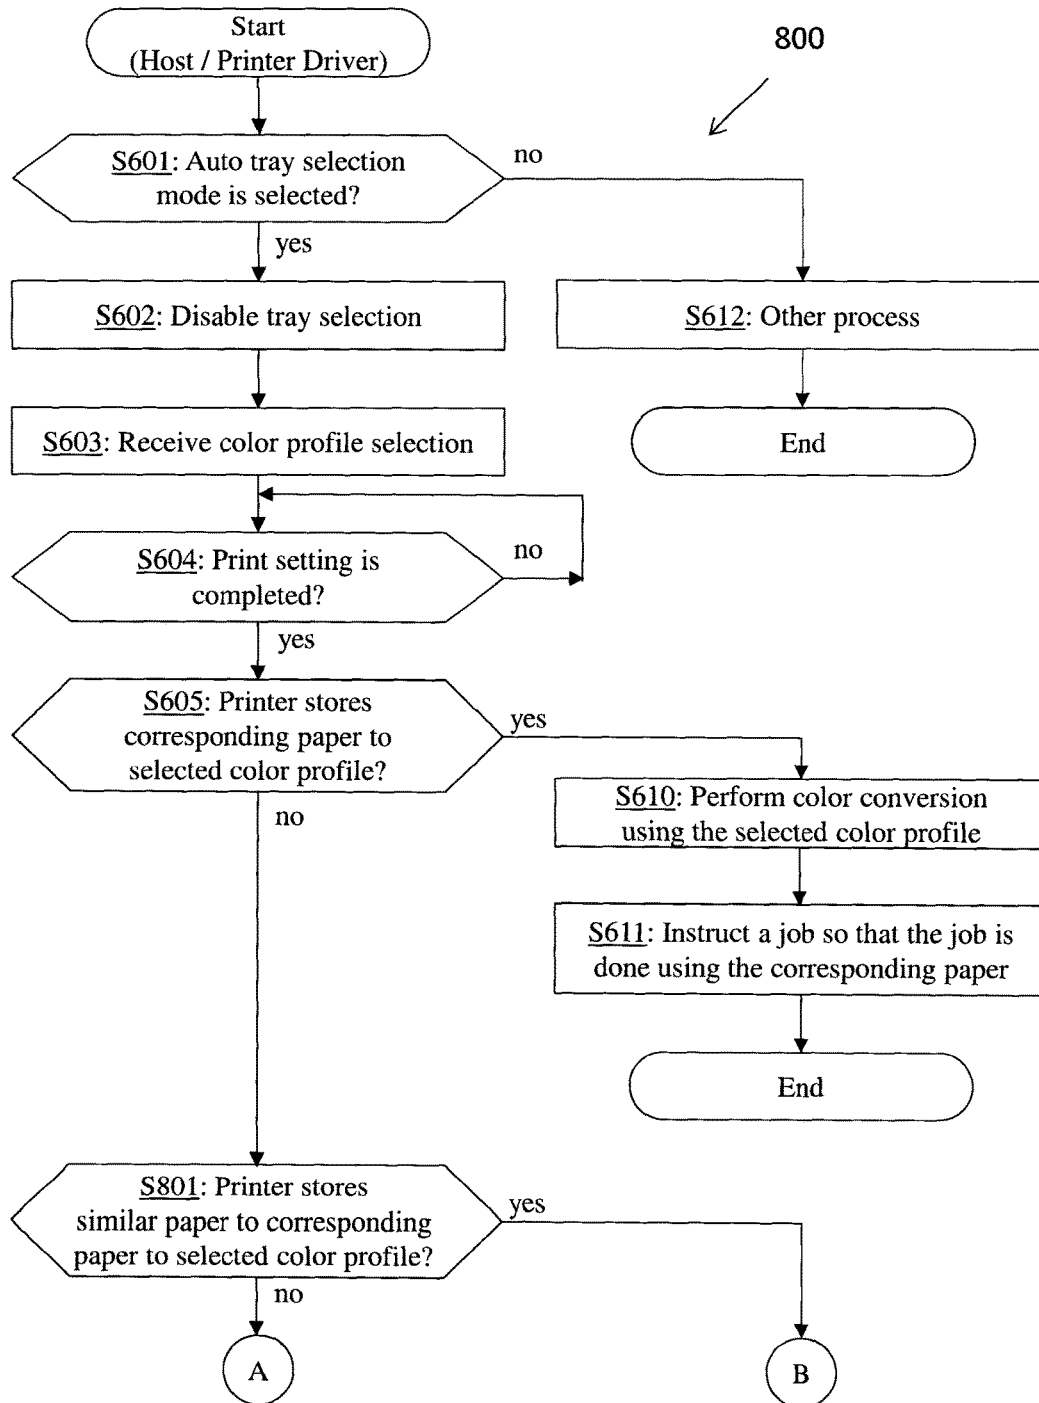 Start
(Host / Printer Driver)
800
S601: Auto tray selection
mode is selected?
no
yes
S602: Disable tray selection
S612: Other process
S603: Receive color profile selection
End
S604: Print setting is
completed?
no
yes
S605: Printer stores
corresponding paper to
selected color profile?
yes
no
S610: Perform color conversion
using the selected color profile
S611: Instruct a job so that the job is
done using the corresponding paper
End
S801: Printer stores
similar paper to corresponding
paper to selected color profile?
yes
no
A
B